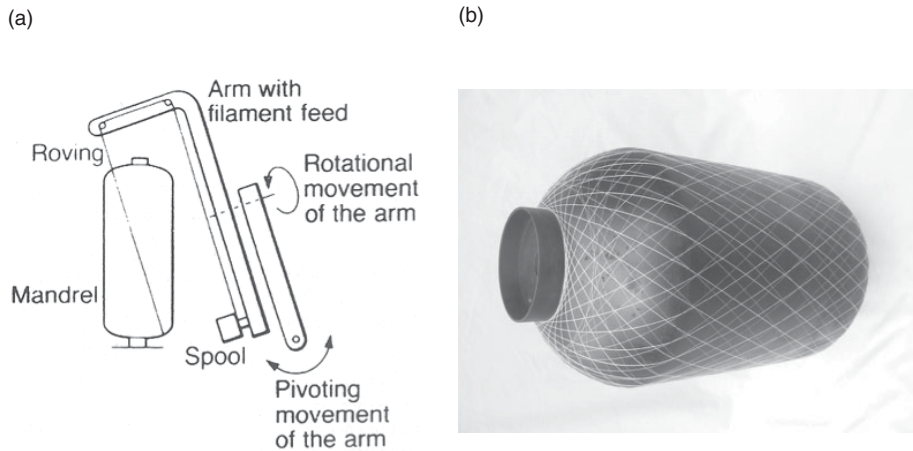 (a)
(b)
Arm with
filament feed
Roving
Rotational
movement
of the arm
Mandrel
Spool
Pivoting
movement
of the arm